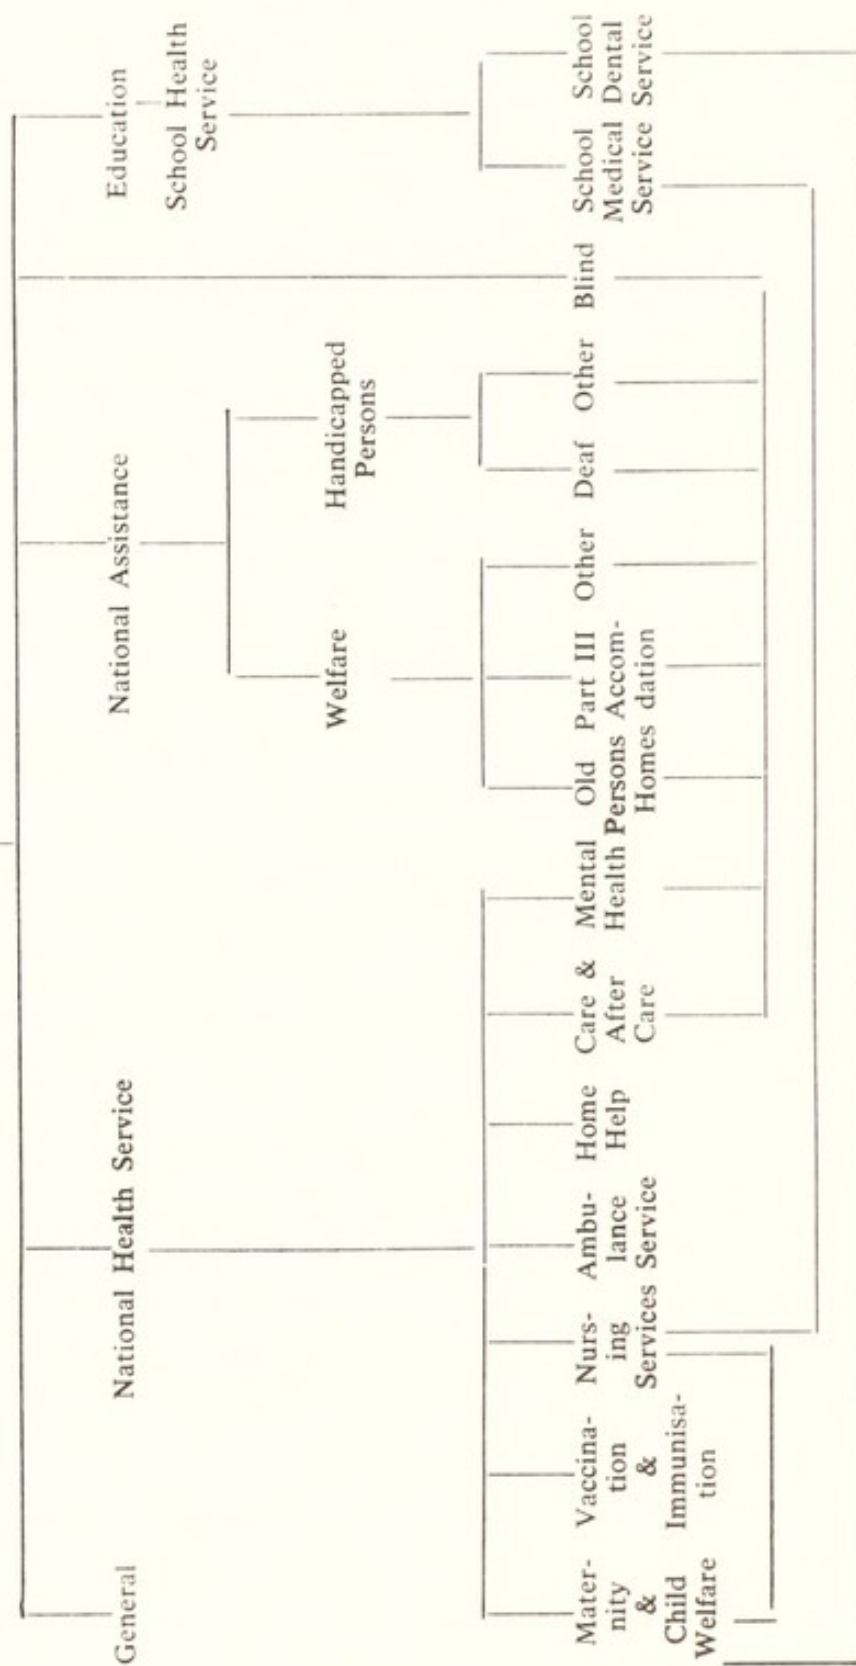 General
National Health Service
National Assistance
Education
School Health
Service
Welfare
Handicapped
Persons
Mater-
nity
&
Child
Welfare
Vaccina-
tion
&
Immunisa-
tion
Nurs-
ing
Services
Ambu-
lance
Service
Home
Help
Care &
After
Care
Mental
Health
Old
Persons
Homes
Part III
Accom-
dation
Other
Deaf
Other
Blind
School
Medical
Service
School
Dental
Service